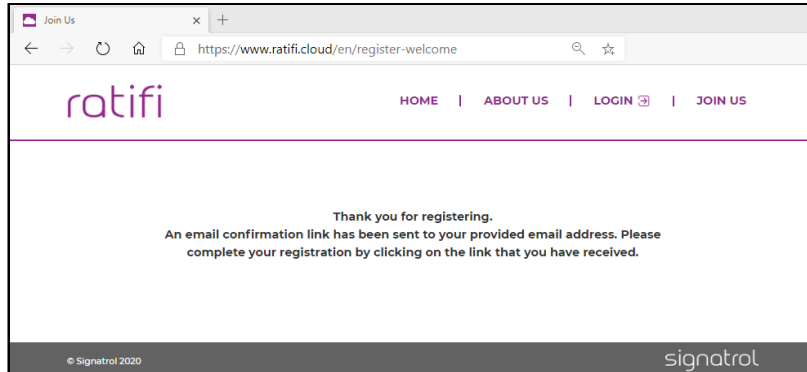 Join Us
https://www.ratifi.cloud/en/register-welcome
ratifi
HOME | ABOUT US | LOGIN | JOIN US
Thank you for registering.
An email confirmation link has been sent to your provided email address. Please
complete your registration by clicking on the link that you have received.
© Signatrol 2020
signatrol